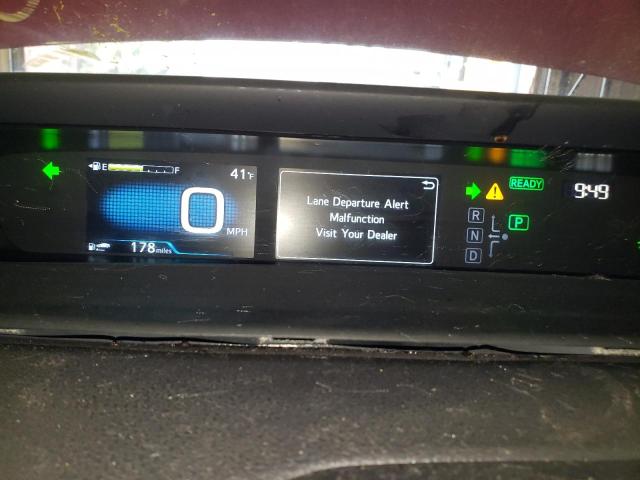 E F
41°F
0
MPH
178 miles
Lane Departure Alert
Malfunction
Visit Your Dealer
READY
9:49
R
N
P
D